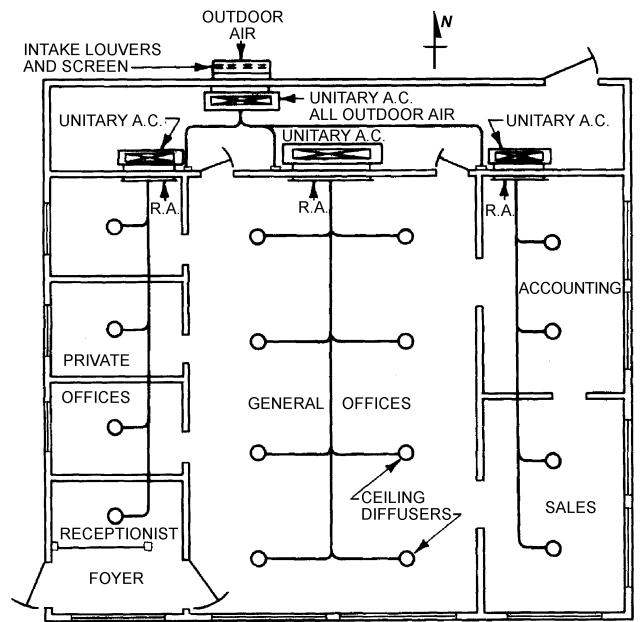 OUTDOOR
AIR
N
INTAKE LOUVERS
AND SCREEN
UNITARY A.C.
ALL OUTDOOR AIR
UNITARY A.C.
UNITARY A.C.
UNITARY A.C.
R.A.
R.A.
R.A.
ACCOUNTING
PRIVATE
OFFICES
GENERAL OFFICES
CEILING
DIFFUSERS
SALES
RECEPTIONIST
FOYER